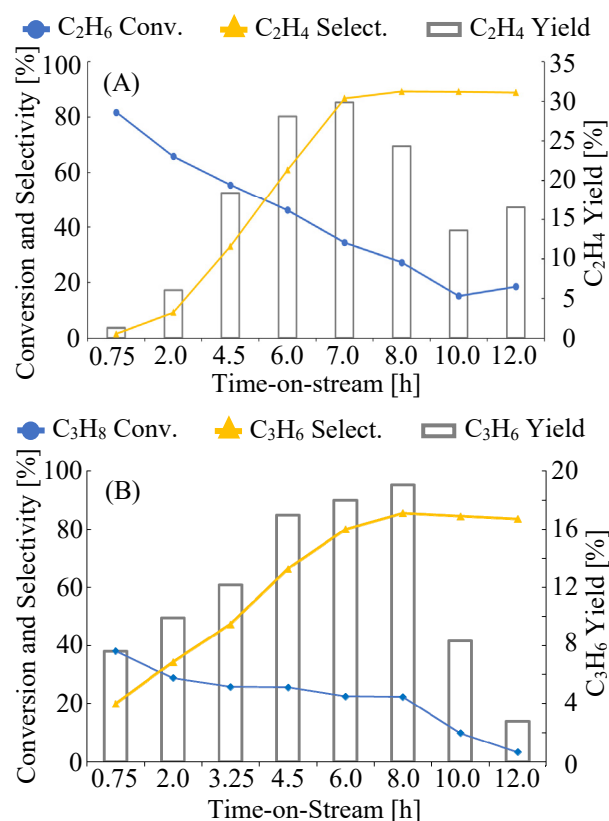 C₂H₆ Conv. C₂H₄ Select. C₂H₄ Yield
(A)
Conversion and Selectivity [%]
100
80
60
40
20
0
35
30
25
20
15
10
5
0
C₂H₄ Yield [%]
0.75 2.0 4.5 6.0 7.0 8.0 10.0 12.0
Time-on-stream [h]
C₃H₈ Conv. C₃H₆ Select. C₃H₆ Yield
(B)
Conversion and Selectivity [%]
100
80
60
40
20
0
20
16
12
8
4
0
C₃H₆ Yield [%]
0.75 2.0 3.25 4.5 6.0 8.0 10.0 12.0
Time-on-Stream [h]